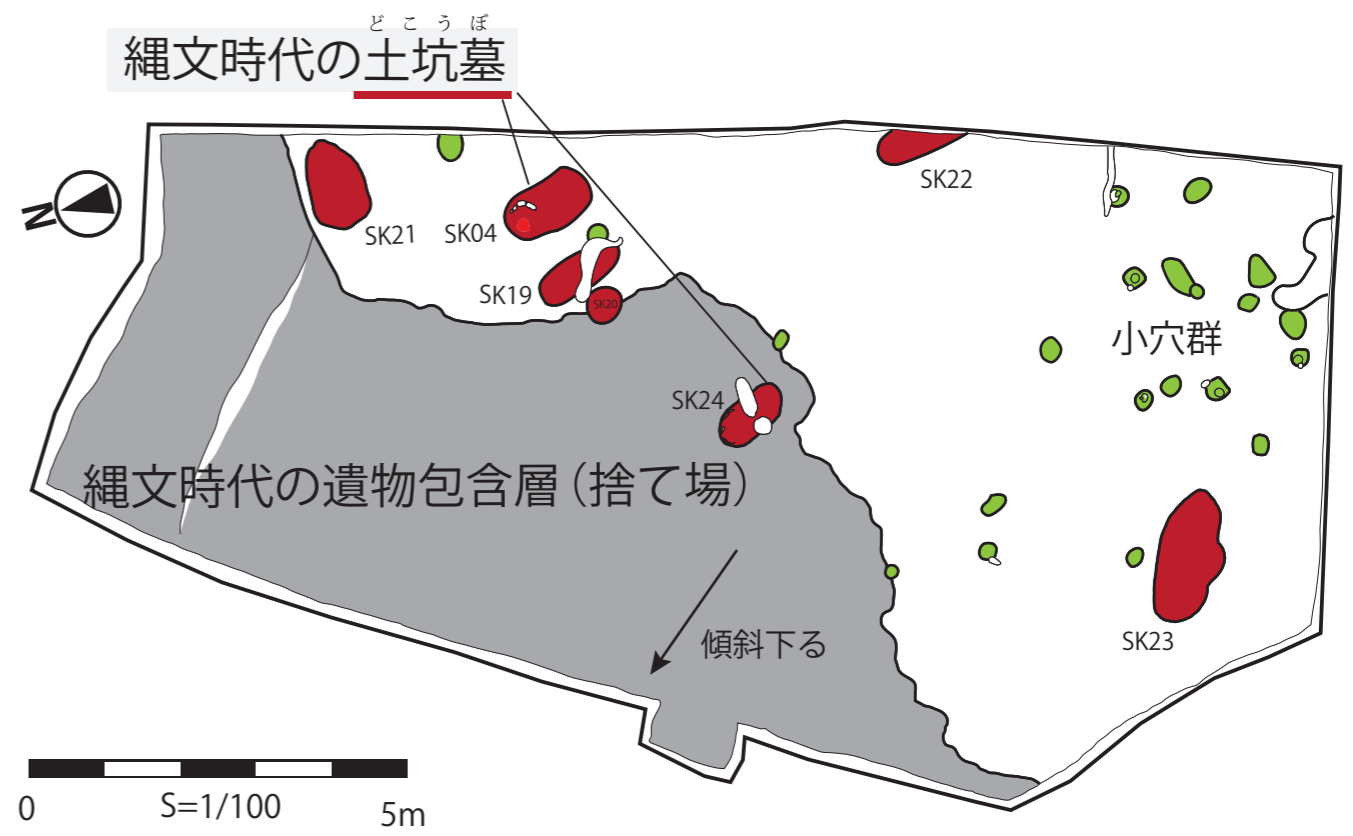 どこうぼ
縄文時代の土坑墓
N
SK22
SK21
SK04
SK19
SK20
小穴群
SK24
縄文時代の遺物包含層（捨て場）
傾斜下る
SK23
0
S=1/100
5m